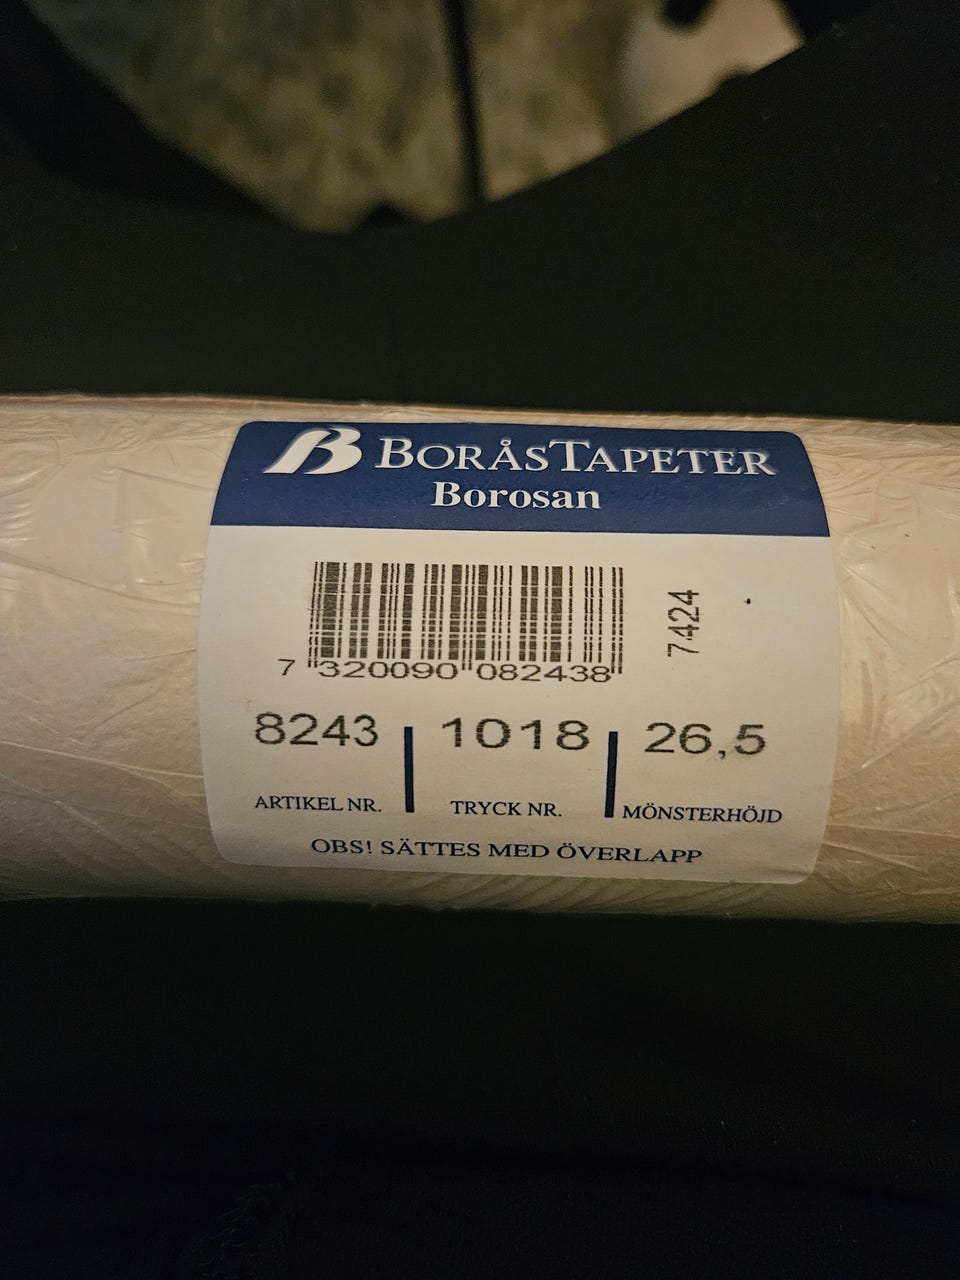 BORÅSTAPETER
Borosan
7 320090 082438
7424
8243 1018 26,5
ARTIKEL NR. TRYCK NR. MÖNSTERHÖJD
OBS! SÄTTES MED ÖVERLAPP